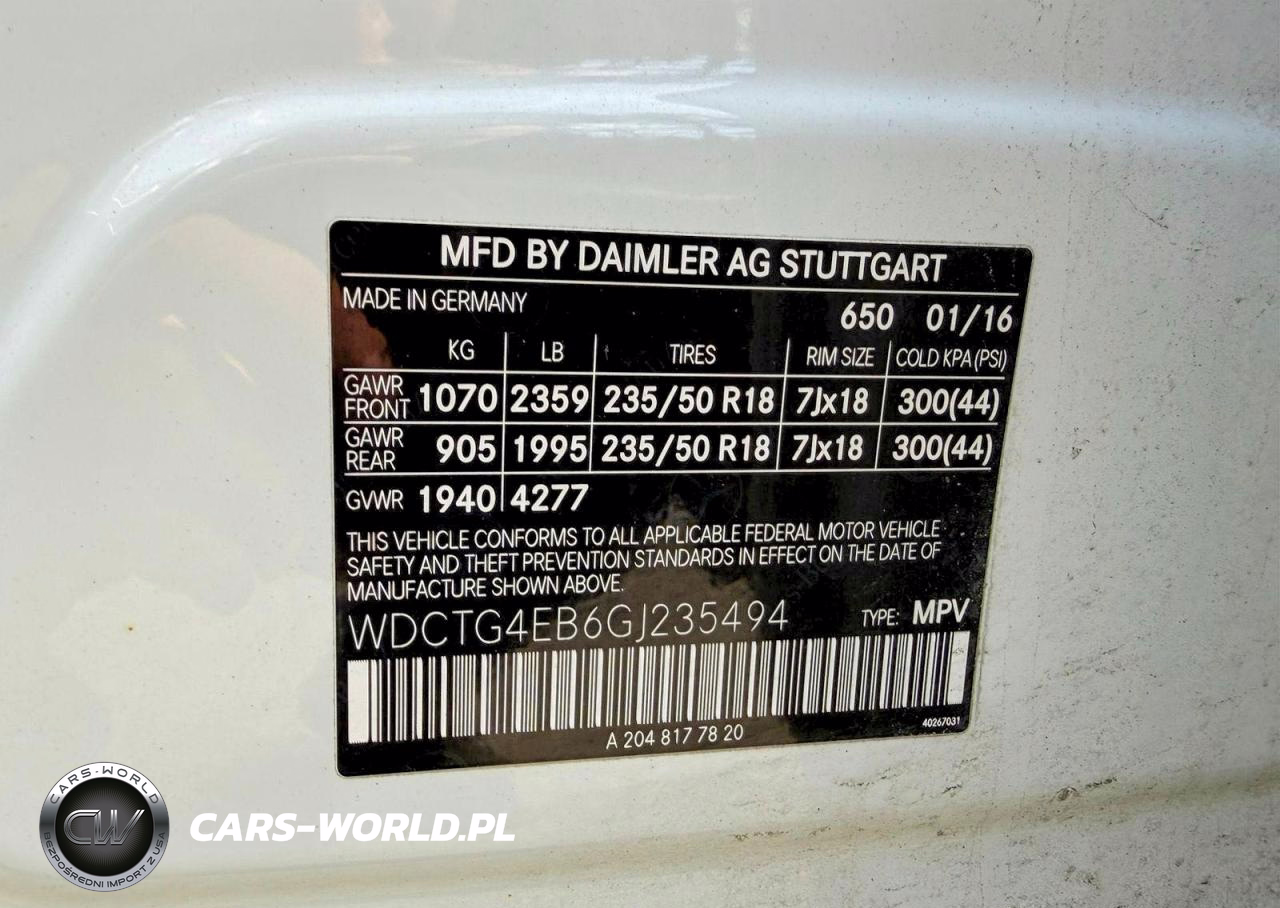 MFD BY DAIMLER AG STUTTGART
MADE IN GERMANY 650 01/16
KG LB TIRES RIM SIZE COLD KPA (PSI)
GAWR FRONT 1070 2359 235/50 R18 7Jx18 300(44)
GAWR REAR 905 1995 235/50 R18 7Jx18 300(44)
GVWR 1940 4277
THIS VEHICLE CONFORMS TO ALL APPLICABLE FEDERAL MOTOR VEHICLE
SAFETY AND THEFT PREVENTION STANDARDS IN EFFECT ON THE DATE OF
MANUFACTURE SHOWN ABOVE.
WDCTG4EB6GJ235494 TYPE: MPV
40267031
A 204 817 78 20
CARS-WORLD
CW
BEZPOŚREDNI IMPORT Z USA
CARS-WORLD.PL